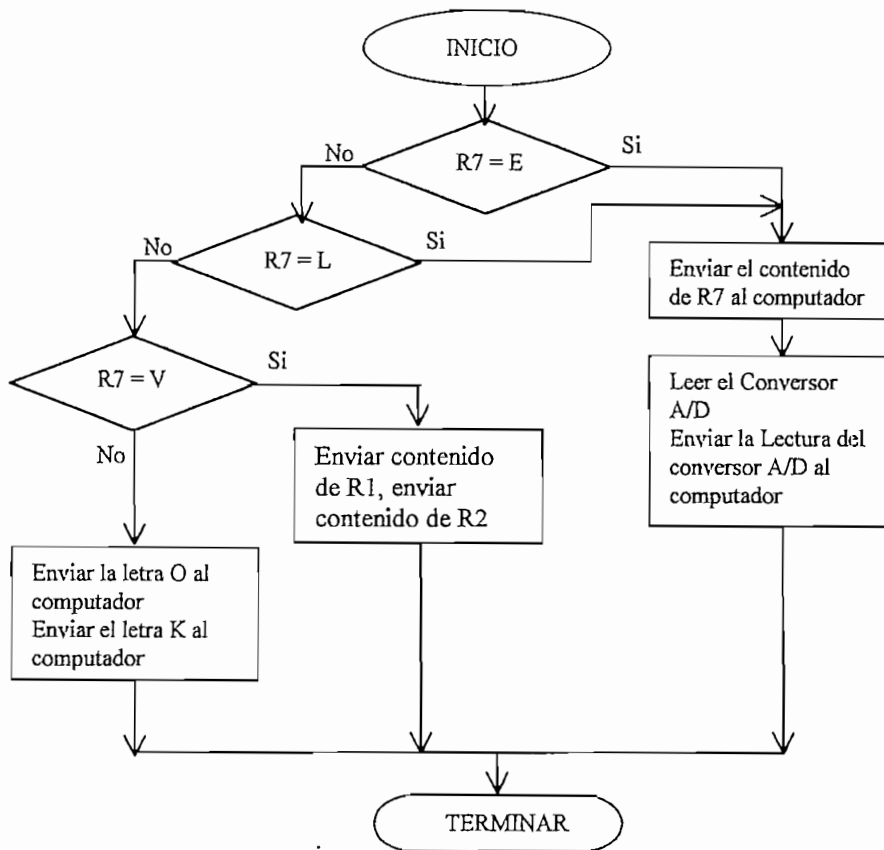 INICIO
R7 = E
No
Si
R7 = L
No
Si
Enviar el contenido
de R7 al computador
R7 = V
Si
No
Leer el Conversor
A/D
Enviar la Lectura del
conversor A/D al
computador
Enviar contenido
de R1, enviar
contenido de R2
Enviar la letra O al
computador
Enviar el letra K al
computador
TERMINAR